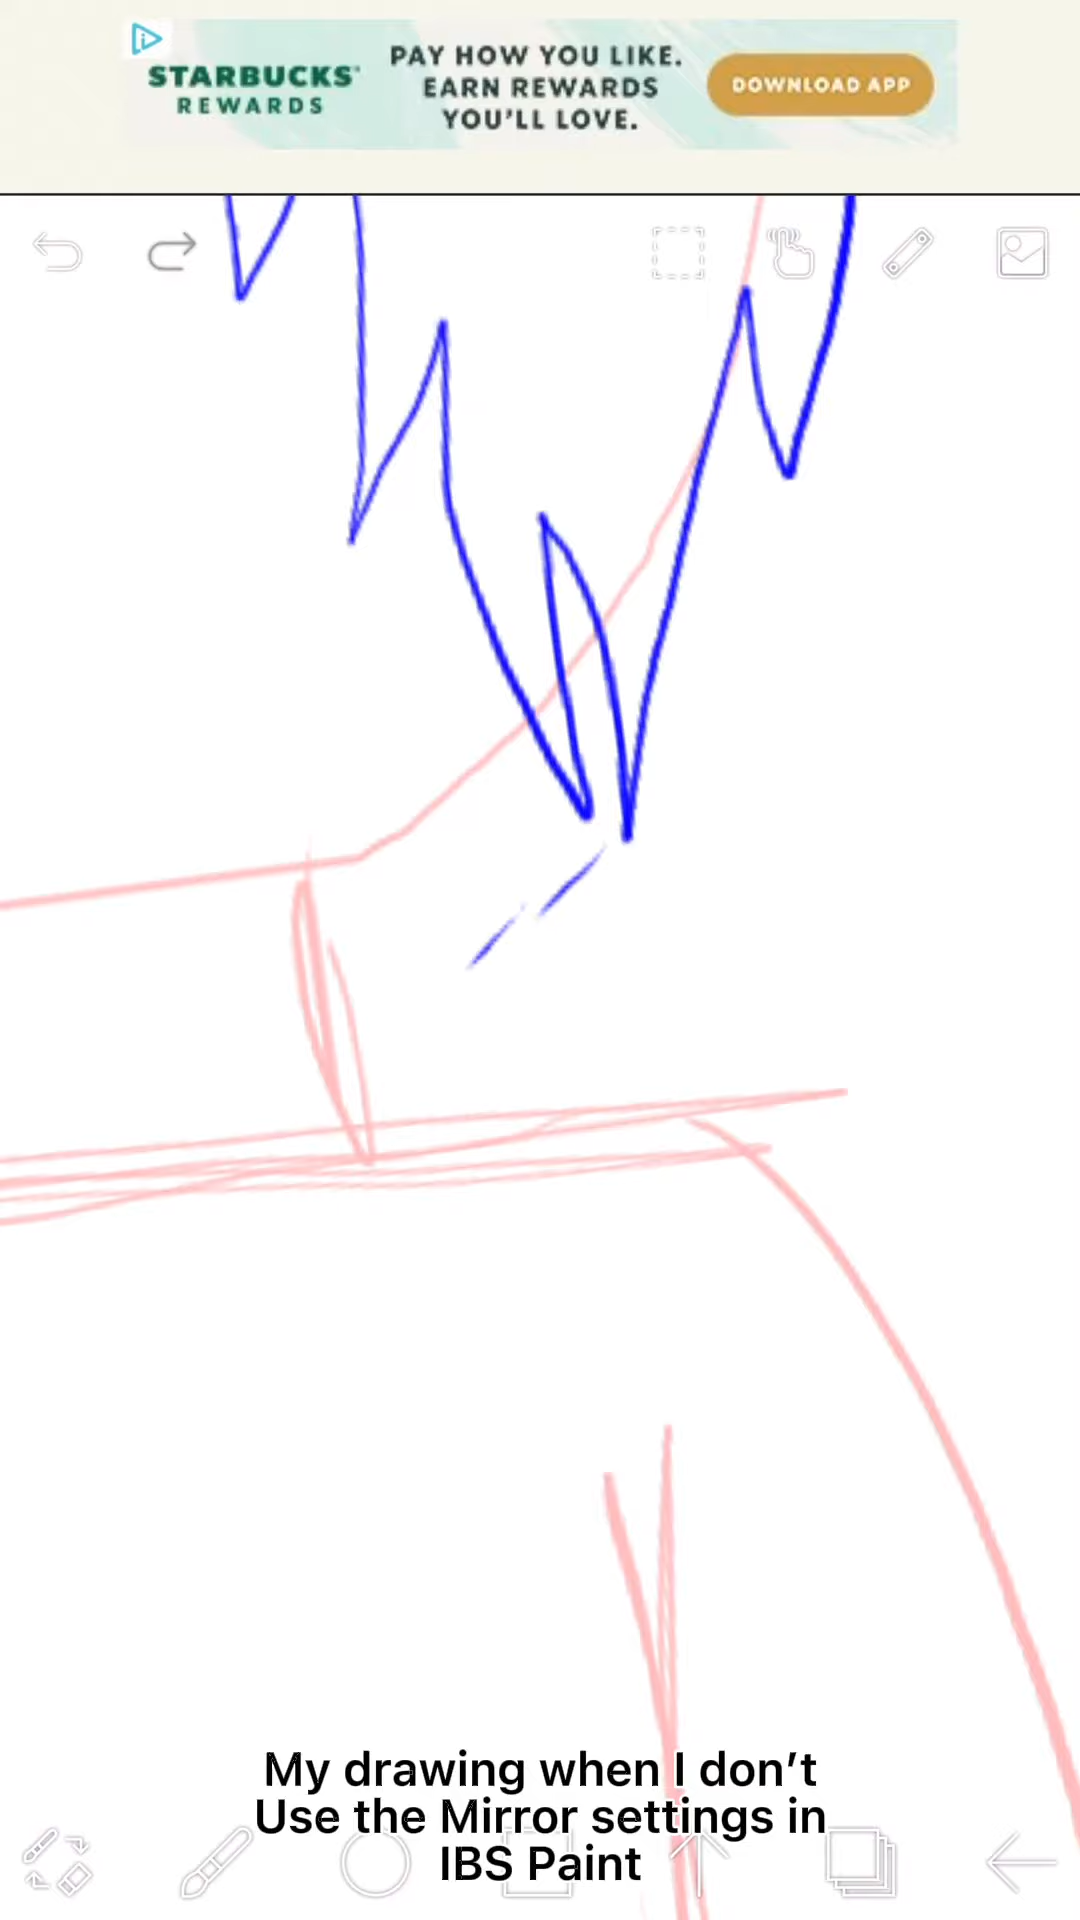 STARBUCKS
REWARDS
PAY HOW YOU LIKE.
EARN REWARDS
YOU'LL LOVE.
DOWNLOAD APP
My drawing when I don't
Use the Mirror settings in
IBS Paint